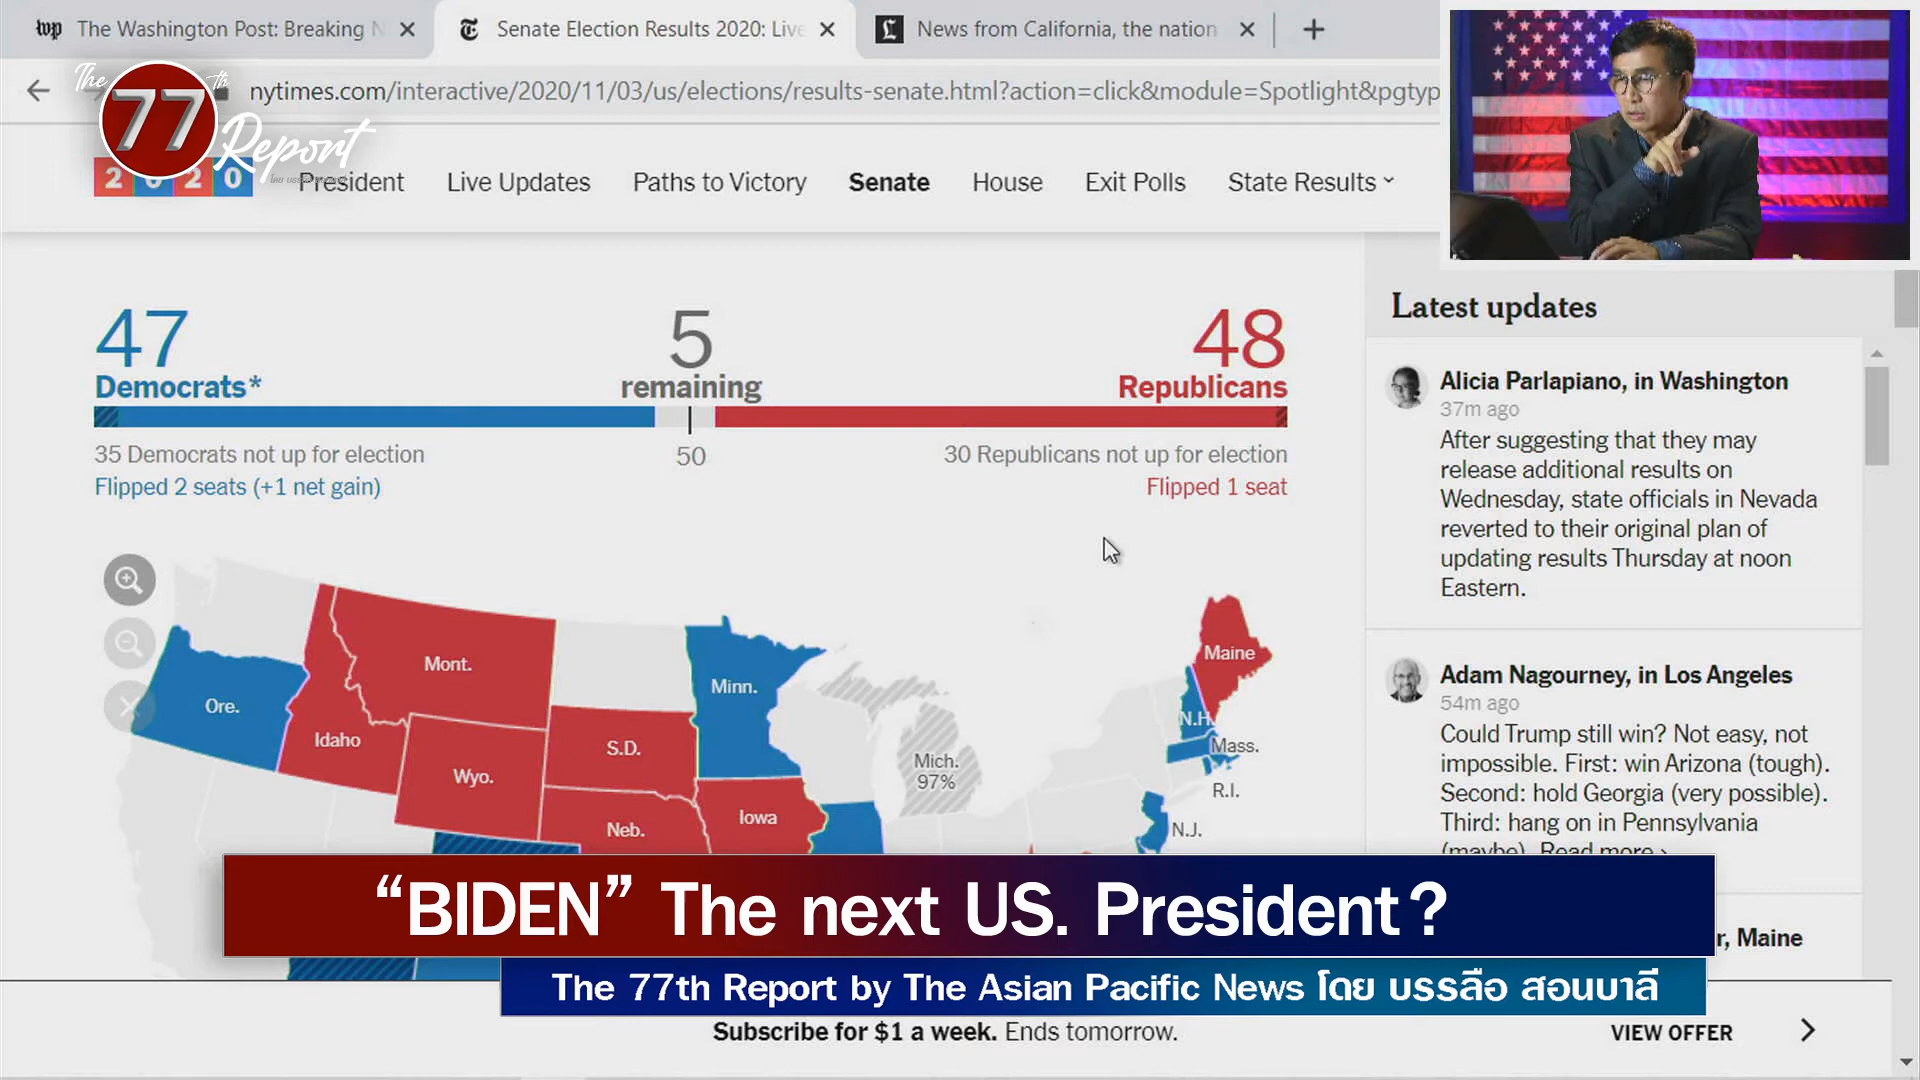 The Washington Post: Breaking N
Senate Election Results 2020: Live
News from California, the nation
nytimes.com/interactive/2020/11/03/us/elections/results-senate.html?action=click&module=Spotlight&pgtyp
The 77th Report
2020
President
Live Updates
Paths to Victory
Senate
House
Exit Polls
State Results
47
5
48
Democrats*
remaining
Republicans
35 Democrats not up for election
50
30 Republicans not up for election
Flipped 2 seats (+1 net gain)
Flipped 1 seat
Ore.
Idaho
Mont.
Wyo.
S.D.
Neb.
Minn.
Iowa
Mich.
97%
Maine
N.H.
Mass.
R.I.
N.J.
Latest updates
Alicia Parlapiano, in Washington
37m ago
After suggesting that they may
release additional results on
Wednesday, state officials in Nevada
reverted to their original plan of
updating results Thursday at noon
Eastern.
Adam Nagourney, in Los Angeles
54m ago
Could Trump still win? Not easy, not
impossible. First: win Arizona (tough).
Second: hold Georgia (very possible).
Third: hang on in Pennsylvania
(maybe). Read more ›
r, Maine
“BIDEN” The next US. President?
The 77th Report by The Asian Pacific News โดย บรรลือ สอนบาลี
Subscribe for $1 a week. Ends tomorrow.
VIEW OFFER